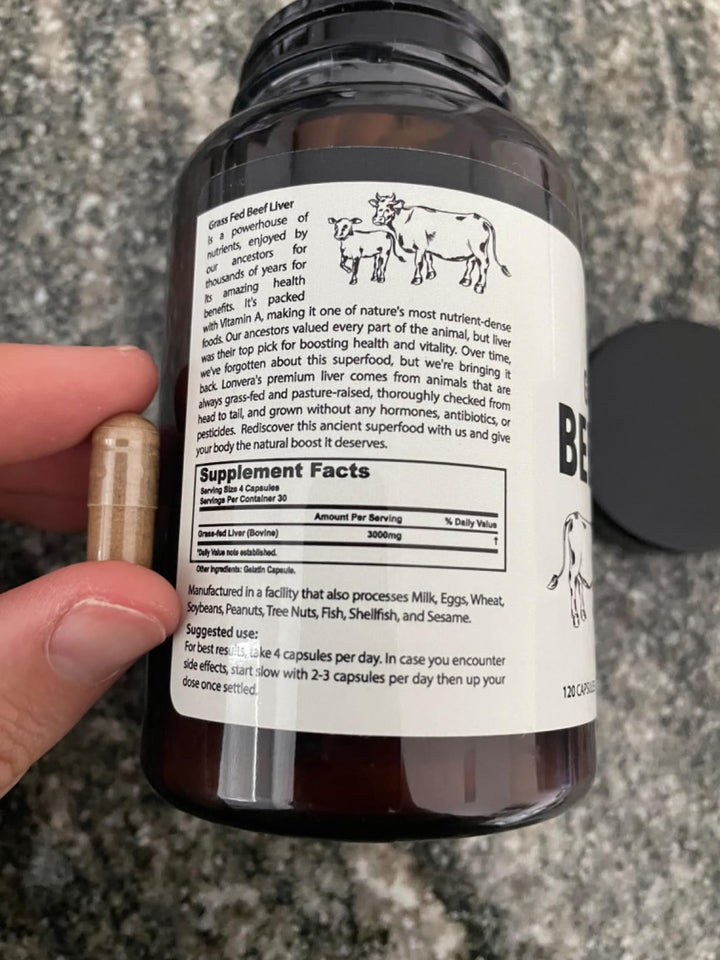 Grass Fed Beef Liver
is a powerhouse of
nutrients, enjoyed by
our ancestors for
thousands of years for
its amazing health
benefits. It's packed
with Vitamin A, making it one of nature's most nutrient-dense
foods. Our ancestors valued every part of the animal, but liver
was their top pick for boosting health and vitality. Over time,
we've forgotten about this superfood, but we're bringing it
back. Lonvera's premium liver comes from animals that are
always grass-fed and pasture-raised, thoroughly checked from
head to tail, and grown without any hormones, antibiotics, or
pesticides. Rediscover this ancient superfood with us and give
your body the natural boost it deserves.
Supplement Facts
Serving Size 4 Capsules
Servings Per Container 30
Amount Per Serving % Daily Value
Grass-fed Liver (Bovine) 3000mg †
*Daily Value note established.
Other Ingredients: Gelatin Capsule.
Manufactured in a facility that also processes Milk, Eggs, Wheat,
Soybeans, Peanuts, Tree Nuts, Fish, Shellfish, and Sesame.
Suggested use:
For best results, take 4 capsules per day. In case you encounter
side effects, start slow with 2-3 capsules per day then up your
dose once settled.
120